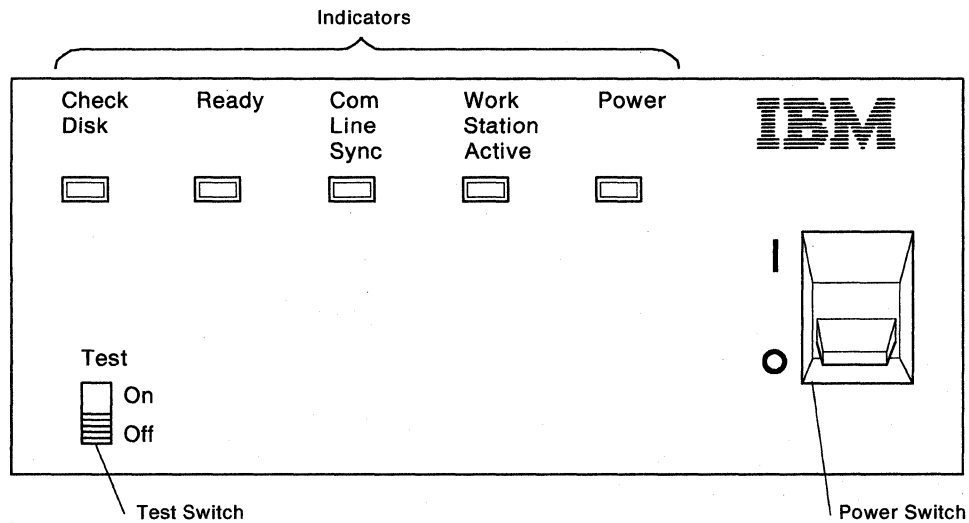 Indicators
Check
Disk
Ready
Com
Line
Sync
Work
Station
Active
Power
IBM
I
O
Test
On
Off
Test Switch
Power Switch